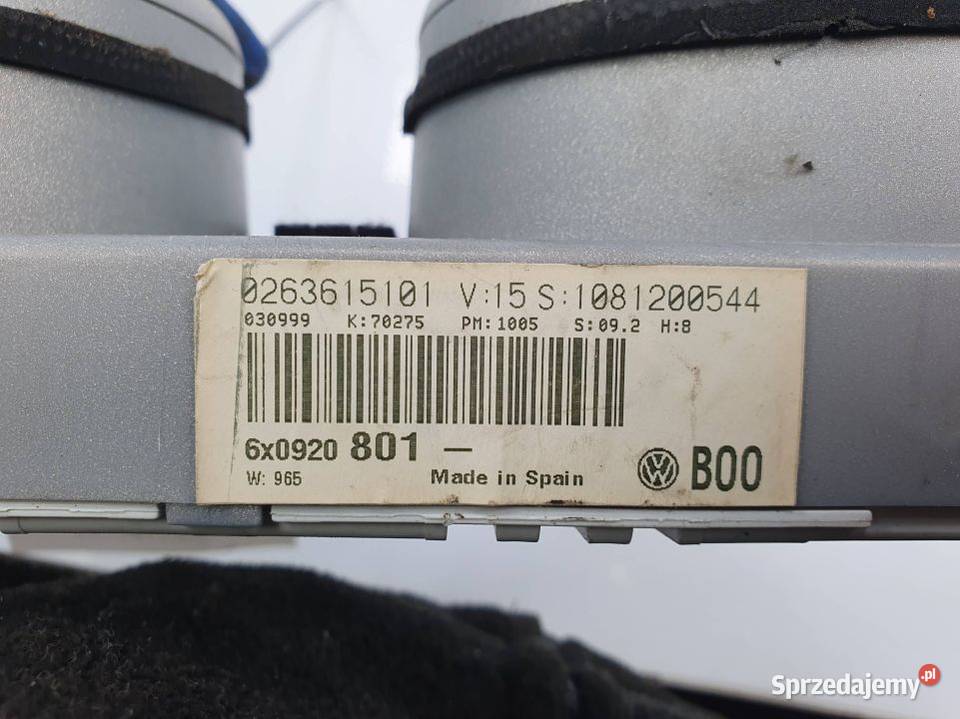 0263615101 V:15 S:1081200544
030999 K:70275 PM:1005 S:09.2 H:8
6x0920 801 —
W: 965 Made in Spain
VW B00
Sprzedajemy.pl